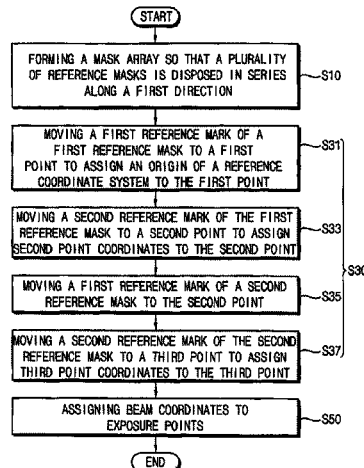 START
FORMING A MASK ARRAY SO THAT A PLURALITY
OF REFERENCE MASKS IS DISPOSED IN SERIES
ALONG A FIRST DIRECTION
S10
MOVING A FIRST REFERENCE MARK OF A
FIRST REFERENCE MASK TO A FIRST
POINT TO ASSIGN AN ORIGIN OF A REFERENCE
COORDINATE SYSTEM TO THE FIRST POINT
S31
MOVING A SECOND REFERENCE MARK OF THE FIRST
REFERENCE MASK TO A SECOND POINT TO ASSIGN
SECOND POINT COORDINATES TO THE SECOND POINT
S33
S30
MOVING A FIRST REFERENCE MARK OF A SECOND
REFERENCE MASK TO THE SECOND POINT
S35
MOVING A SECOND REFERENCE MARK OF THE SECOND
REFERENCE MASK TO A THIRD POINT TO ASSIGN
THIRD POINT COORDINATES TO THE THIRD POINT
S37
ASSIGNING BEAM COORDINATES TO
EXPOSURE POINTS
S50
END